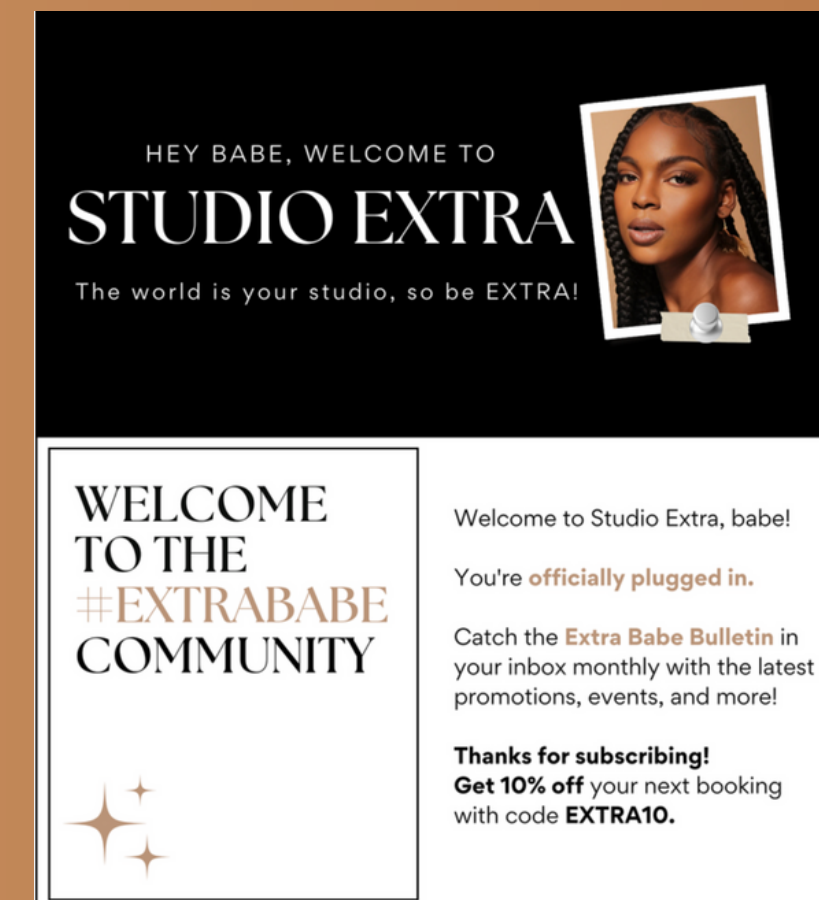 HEY BABE, WELCOME TO
STUDIO EXTRA
The world is your studio, so be EXTRA!
WELCOME
TO THE
#EXTRABABE
COMMUNITY
Welcome to Studio Extra, babe!
You're officially plugged in.
Catch the Extra Babe Bulletin in
your inbox monthly with the latest
promotions, events, and more!
Thanks for subscribing!
Get 10% off your next booking
with code EXTRA10.